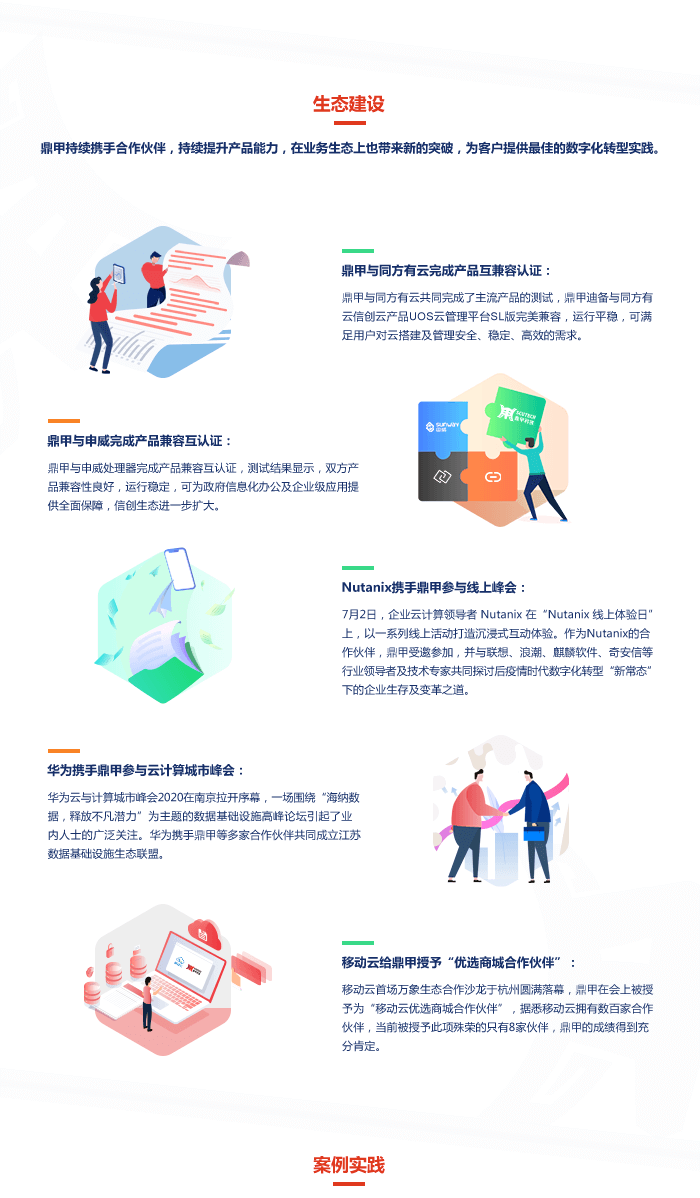 生态建设
鼎甲持续携手合作伙伴，持续提升产品能力，在业务生态上也带来新的突破，为客户提供最佳的数字化转型实践。
鼎甲与同方有云完成产品互兼容认证：
鼎甲与同方有云共同完成了主流产品的测试，鼎甲迪备与同方有
云信创云产品UOS云管理平台SL版完美兼容，运行平稳，可满
足用户对云搭建及管理安全、稳定、高效的需求。
SCUTECH
鼎甲科技
sunway
申威
鼎甲与申威完成产品兼容互认证：
鼎甲与申威处理器完成产品兼容互认证，测试结果显示，双方产
品兼容性良好，运行稳定，可为政府信息化办公及企业级应用提
供全面保障，信创生态进一步扩大。
Nutanix携手鼎甲参与线上峰会：
7月2日，企业云计算领导者 Nutanix 在“Nutanix 线上体验日”
上，以一系列线上活动打造沉浸式互动体验。作为Nutanix的合
作伙伴，鼎甲受邀参加，并与联想、浪潮、麒麟软件、奇安信等
行业领导者及技术专家共同探讨后疫情时代数字化转型“新常态”
下的企业生存及变革之道。
华为携手鼎甲参与云计算城市峰会：
华为云与计算城市峰会2020在南京拉开序幕，一场围绕“海纳数
据，释放不凡潜力”为主题的数据基础设施高峰论坛引起了业
内人士的广泛关注。华为携手鼎甲等多家合作伙伴共同成立江苏
数据基础设施生态联盟。
移动云给鼎甲授予“优选商城合作伙伴”：
移动云首场万象生态合作沙龙于杭州圆满落幕，鼎甲在会上被授
予为“移动云优选商城合作伙伴”，据悉移动云拥有数百家合作
伙伴，当前被授予此项殊荣的只有8家伙伴，鼎甲的成绩得到充
分肯定。
案例实践